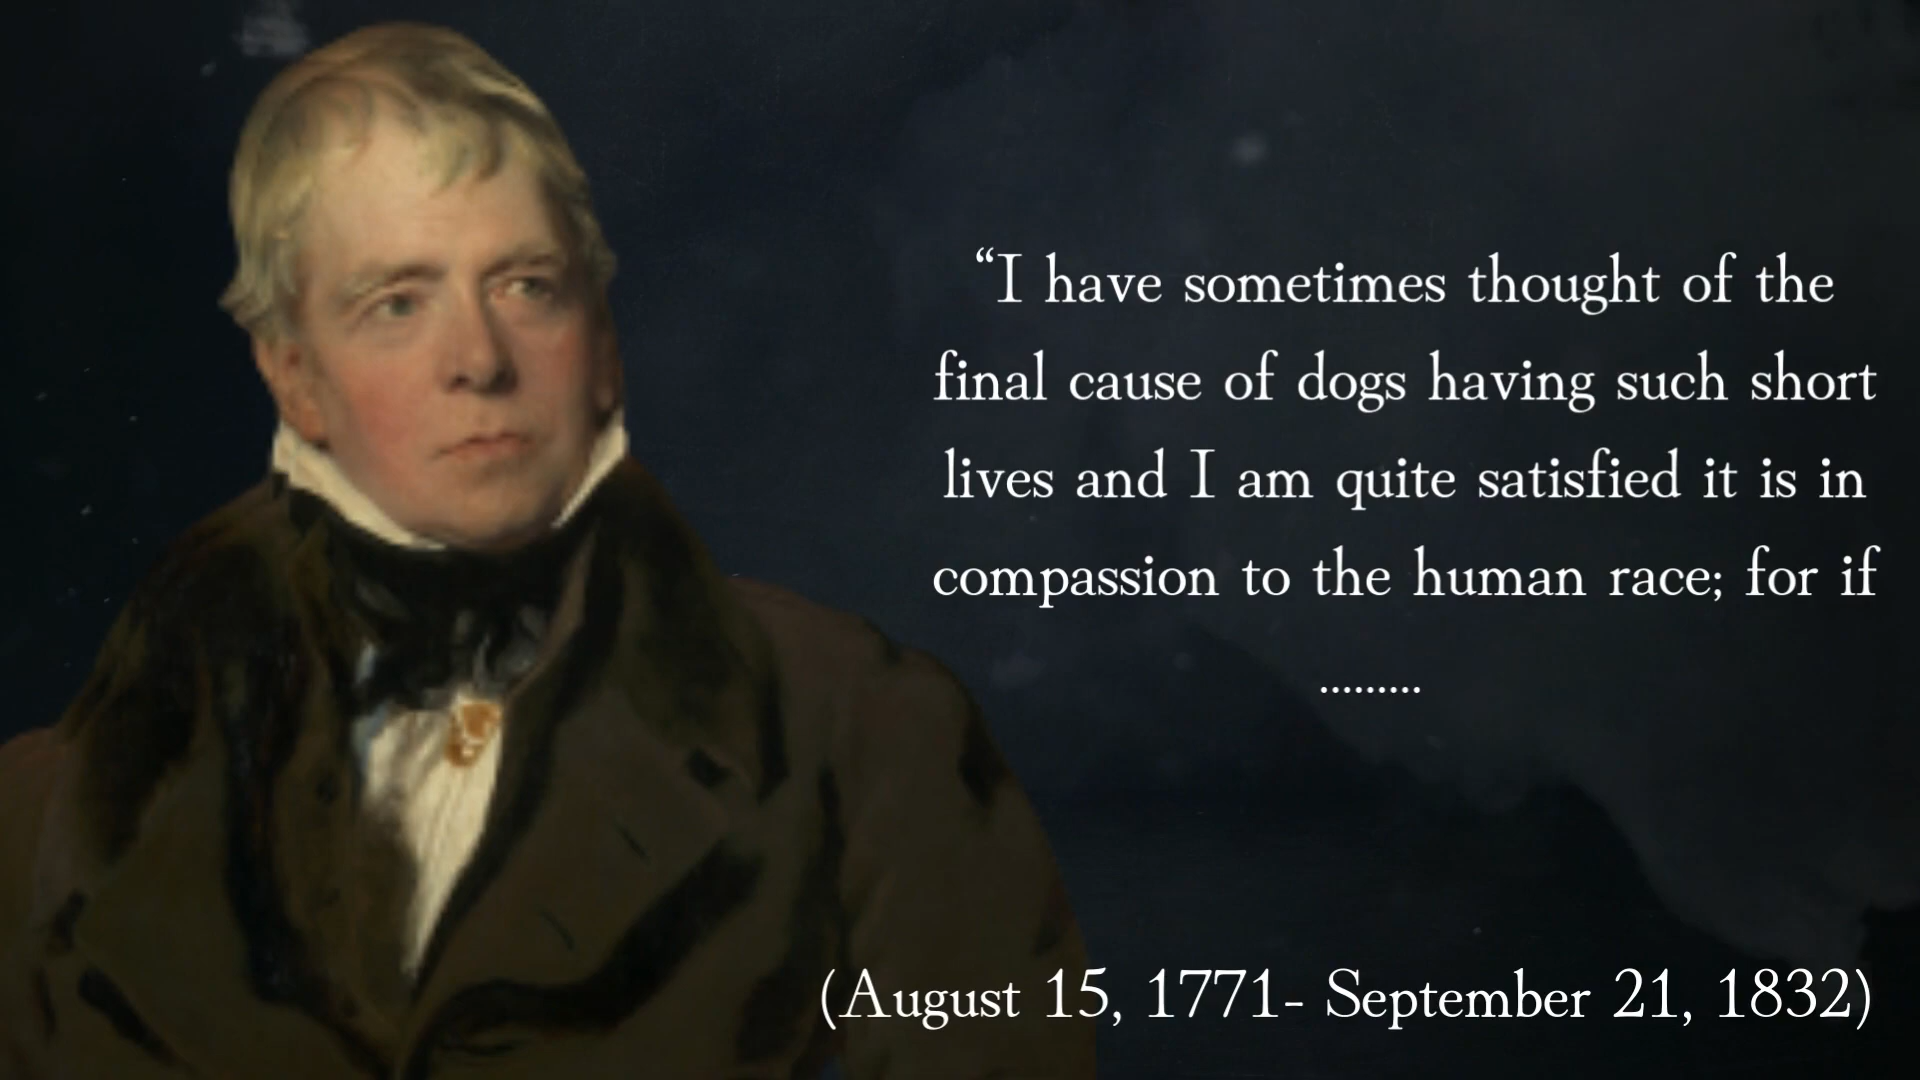 “I have sometimes thought of the
final cause of dogs having such short
lives and I am quite satisfied it is in
compassion to the human race; for if
.........
(August 15, 1771- September 21, 1832)